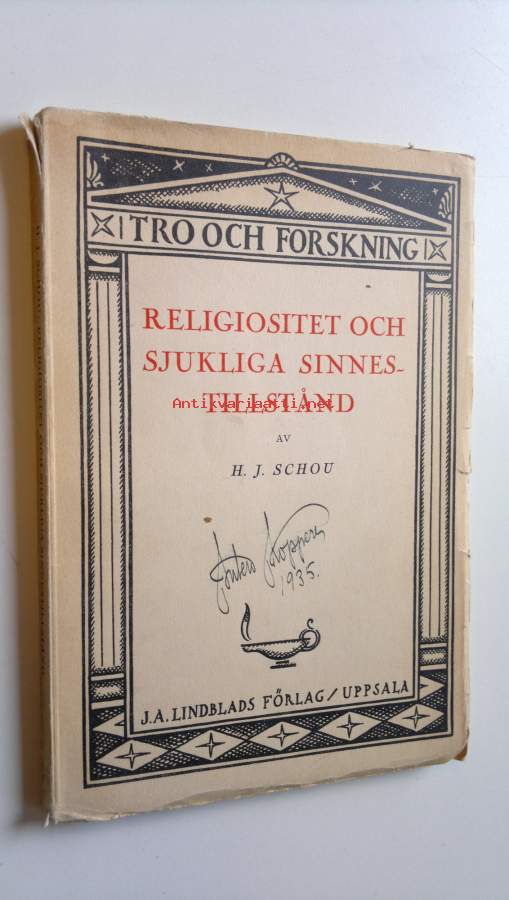 TRO OCH FORSKNING
RELIGIOSITET OCH
SJUKLIGA SINNES-
TILLSTÅND
Antikvariaatti.net
AV
H. J. SCHOU
1935.
J.A. LINDBLADS FÖRLAG / UPPSALA